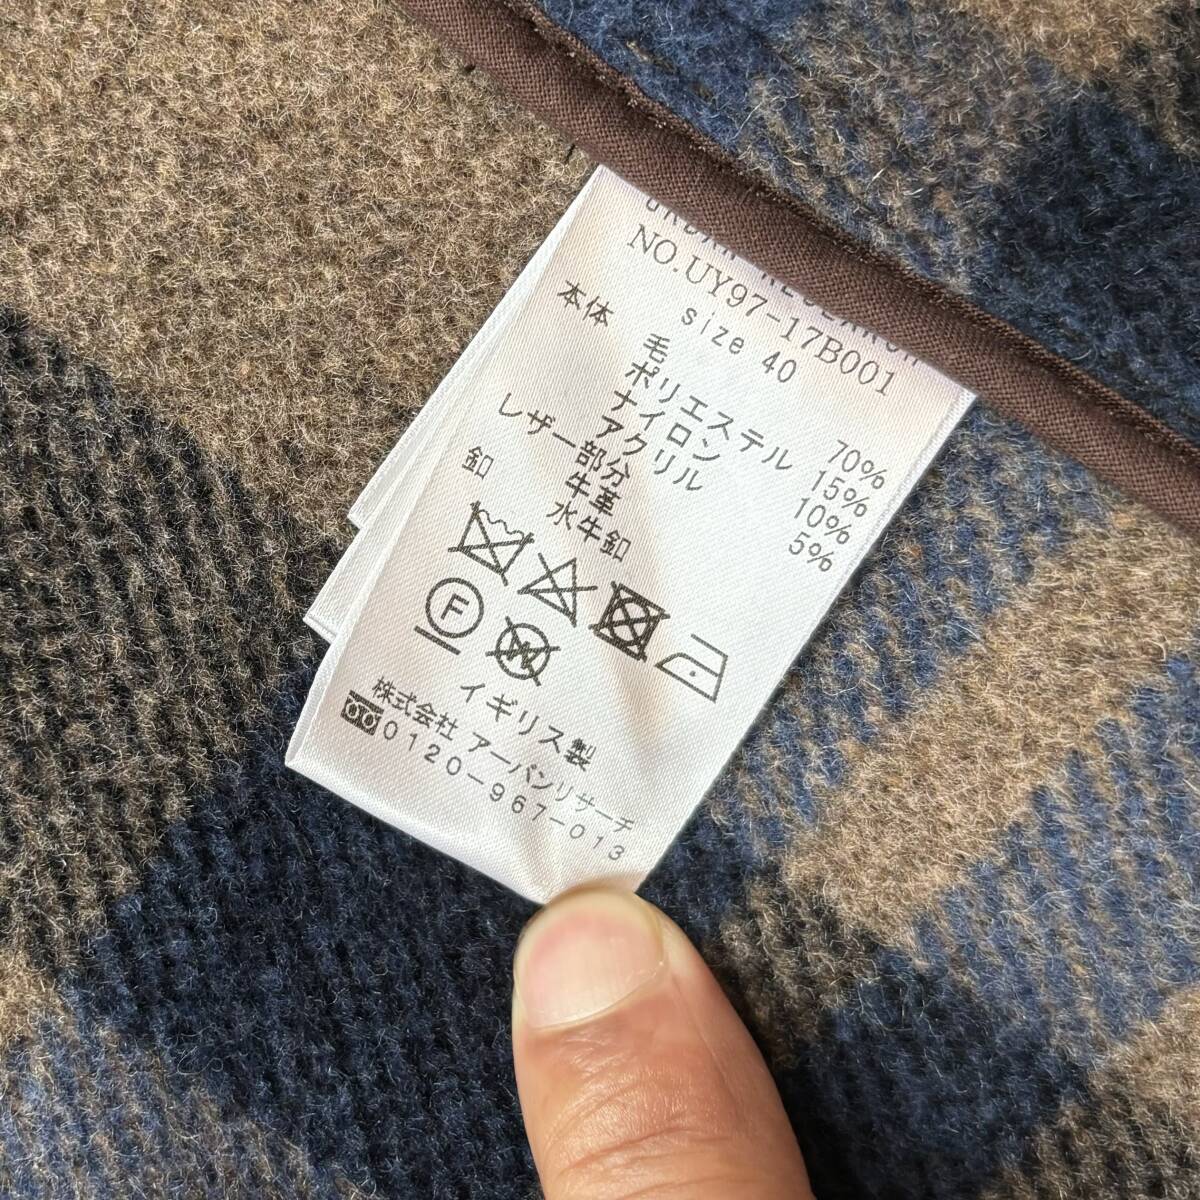 URBAN RESEARCH
NO.UY97-17B001
size 40
本体
毛 70%
ポリエステル 15%
ナイロン 10%
アクリル 5%
レザー部分
牛革
釦 水牛釦
F
W
イギリス製
株式会社 アーバンリサーチ
0120-967-013